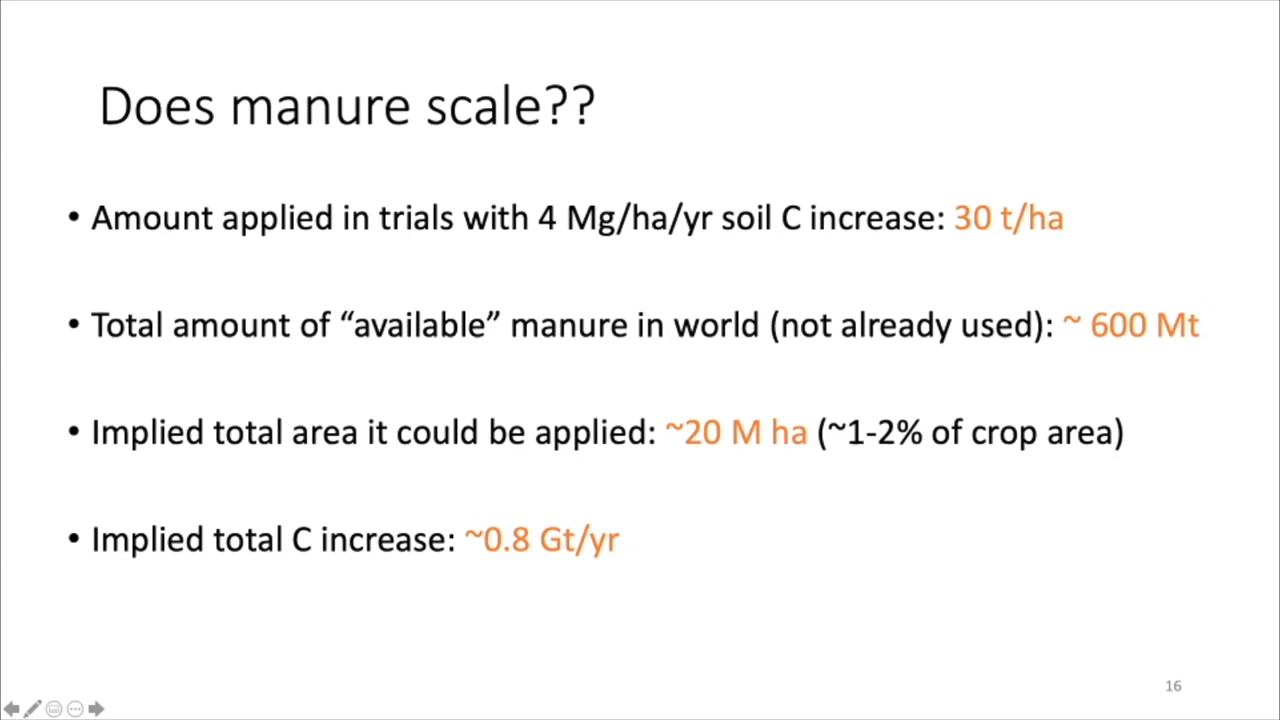 Does manure scale??
• Amount applied in trials with 4 Mg/ha/yr soil C increase: 30 t/ha
• Total amount of “available” manure in world (not already used): ~ 600 Mt
• Implied total area it could be applied: ~20 M ha (~1-2% of crop area)
• Implied total C increase: ~0.8 Gt/yr
16